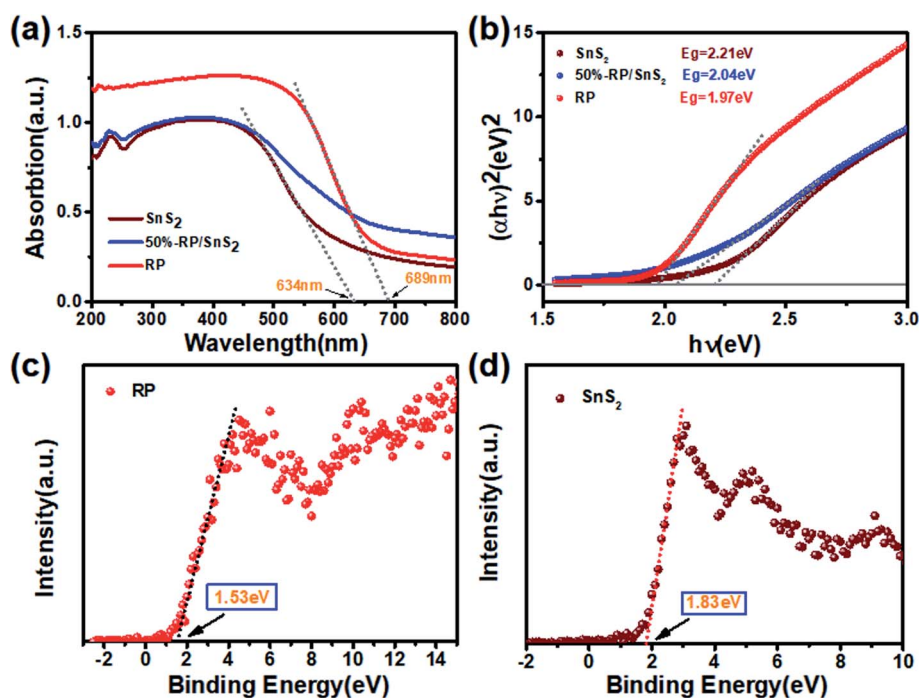 (a)
1.5
1.0
0.5
0.0
Absorbtion(a.u.)
SnS₂
50%-RP/SnS₂
RP
634nm
689nm
200 300 400 500 600 700 800
Wavelength(nm)
(b)
15
10
5
0
(αhν)²(eV)²
SnS₂ Eg=2.21eV
50%-RP/SnS₂ Eg=2.04eV
RP Eg=1.97eV
1.5 2.0 2.5 3.0
hν(eV)
(c)
RP
Intensity(a.u.)
1.53eV
-2 0 2 4 6 8 10 12 14
Binding Energy(eV)
(d)
SnS₂
Intensity(a.u.)
1.83eV
-2 0 2 4 6 8 10
Binding Energy(eV)